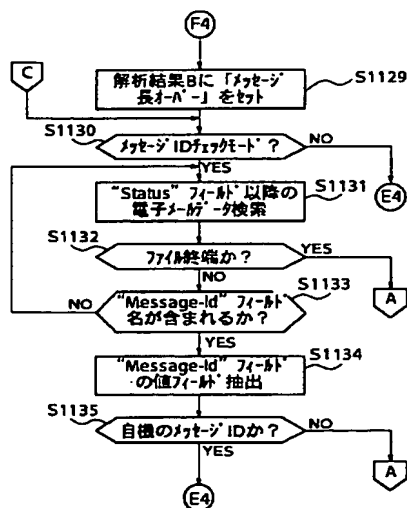 F4
C
解析結果Bに「メッセージ
長オーバー」をセット
S1129
S1130
メッセージIDチェックモード？
NO
YES
E4
"Status" フィールド以降の
電子メールデータ検索
S1131
S1132
ファイル終端か？
YES
NO
A
S1133
NO
"Message-Id" フィールド
名が含まれるか？
YES
"Message-Id" フィールド
の値フィールド抽出
S1134
S1135
自機のメッセージIDか？
NO
YES
A
E4